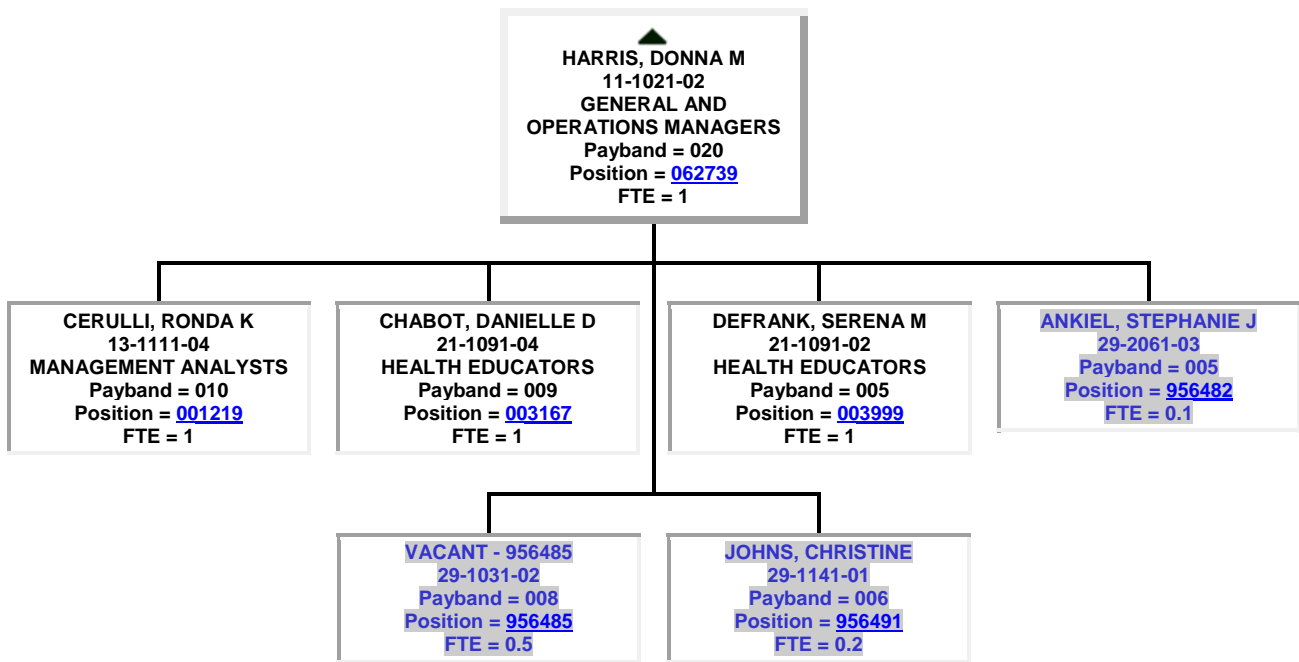 HARRIS, DONNA M
11-1021-02
GENERAL AND
OPERATIONS MANAGERS
Payband = 020
Position = 062739
FTE = 1
CERULLI, RONDA K
13-1111-04
MANAGEMENT ANALYSTS
Payband = 010
Position = 001219
FTE = 1
CHABOT, DANIELLE D
21-1091-04
HEALTH EDUCATORS
Payband = 009
Position = 003167
FTE = 1
DEFRANK, SERENA M
21-1091-02
HEALTH EDUCATORS
Payband = 005
Position = 003999
FTE = 1
ANKIEL, STEPHANIE J
29-2061-03
Payband = 005
Position = 956482
FTE = 0.1
VACANT - 956485
29-1031-02
Payband = 008
Position = 956485
FTE = 0.5
JOHNS, CHRISTINE
29-1141-01
Payband = 006
Position = 956491
FTE = 0.2